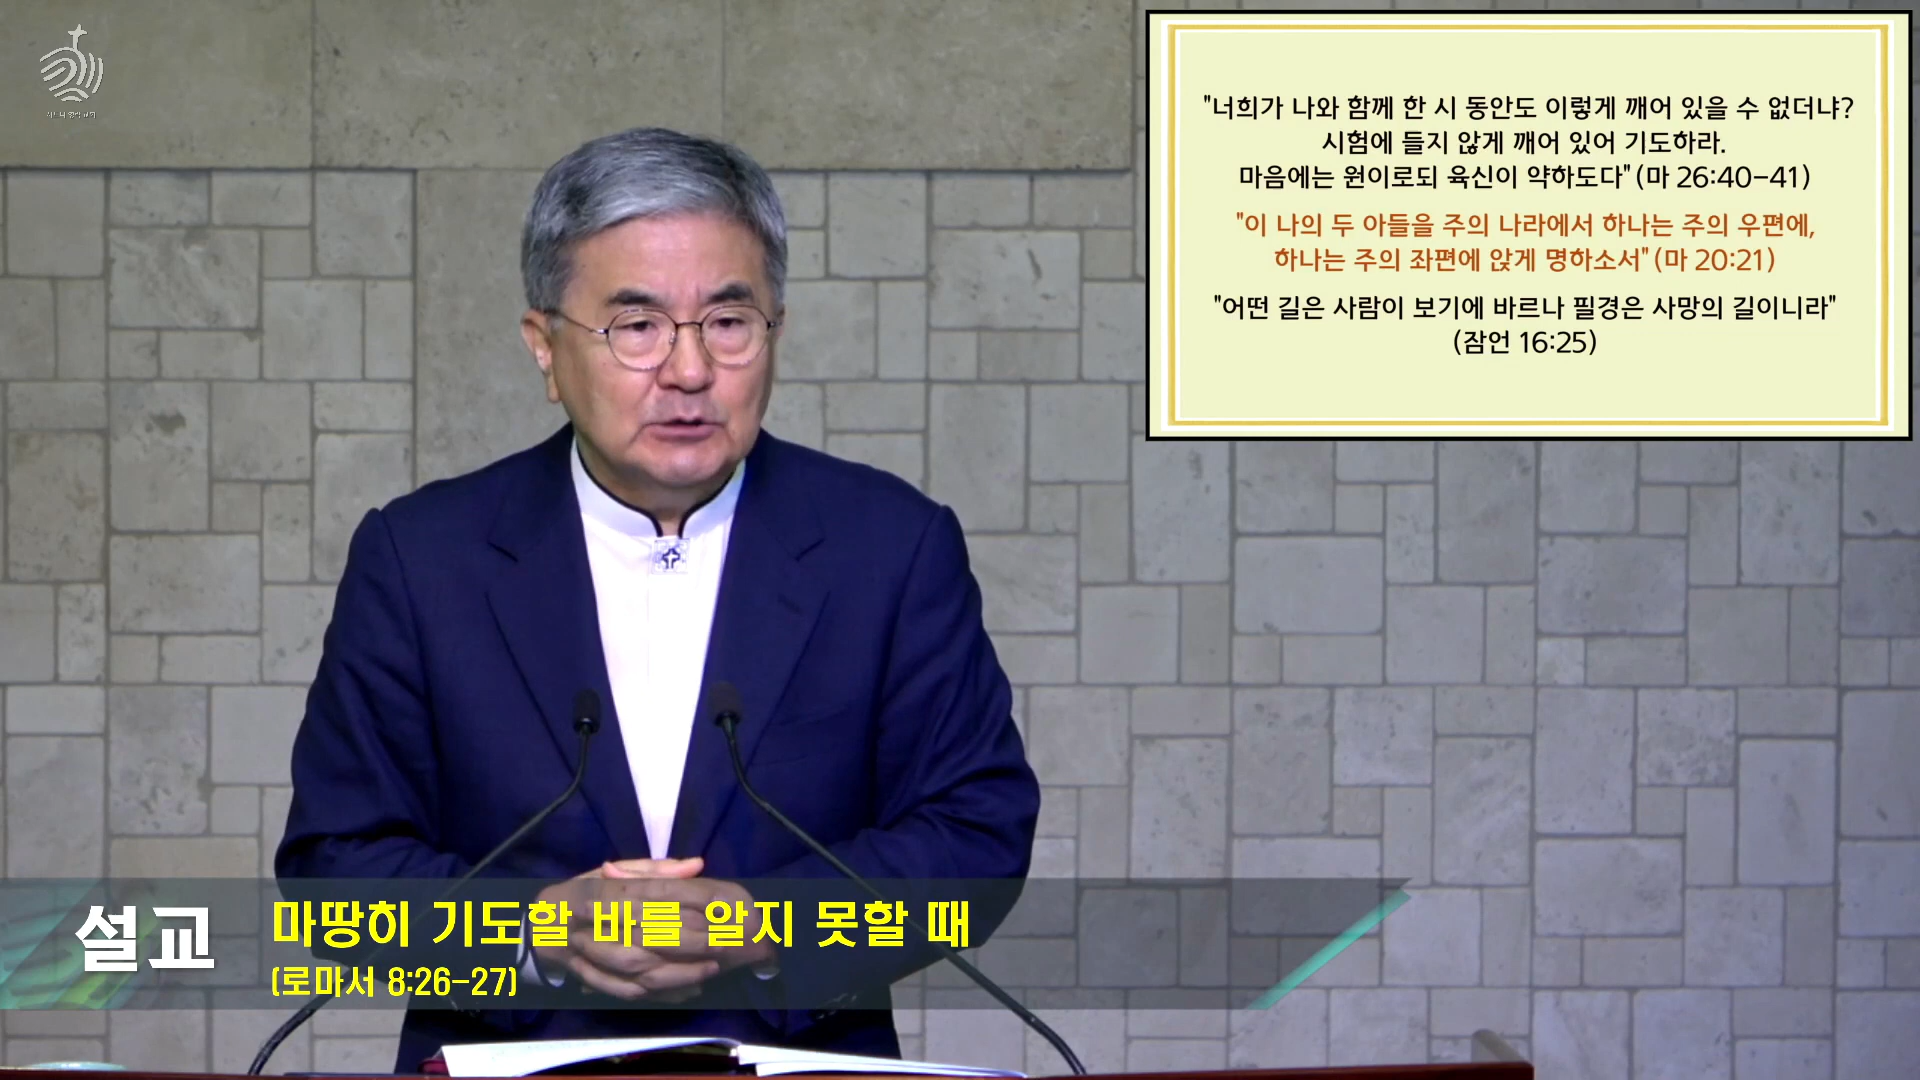 "너희가 나와 함께 한 시 동안도 이렇게 깨어 있을 수 없더냐?
시험에 들지 않게 깨어 있어 기도하라.
마음에는 원이로되 육신이 약하도다"(마 26:40-41)
"이 나의 두 아들을 주의 나라에서 하나는 주의 우편에,
하나는 주의 좌편에 앉게 명하소서"(마 20:21)
"어떤 길은 사람이 보기에 바르나 필경은 사망의 길이니라"
(잠언 16:25)
설교
마땅히 기도할 바를 알지 못할 때
(로마서 8:26-27)